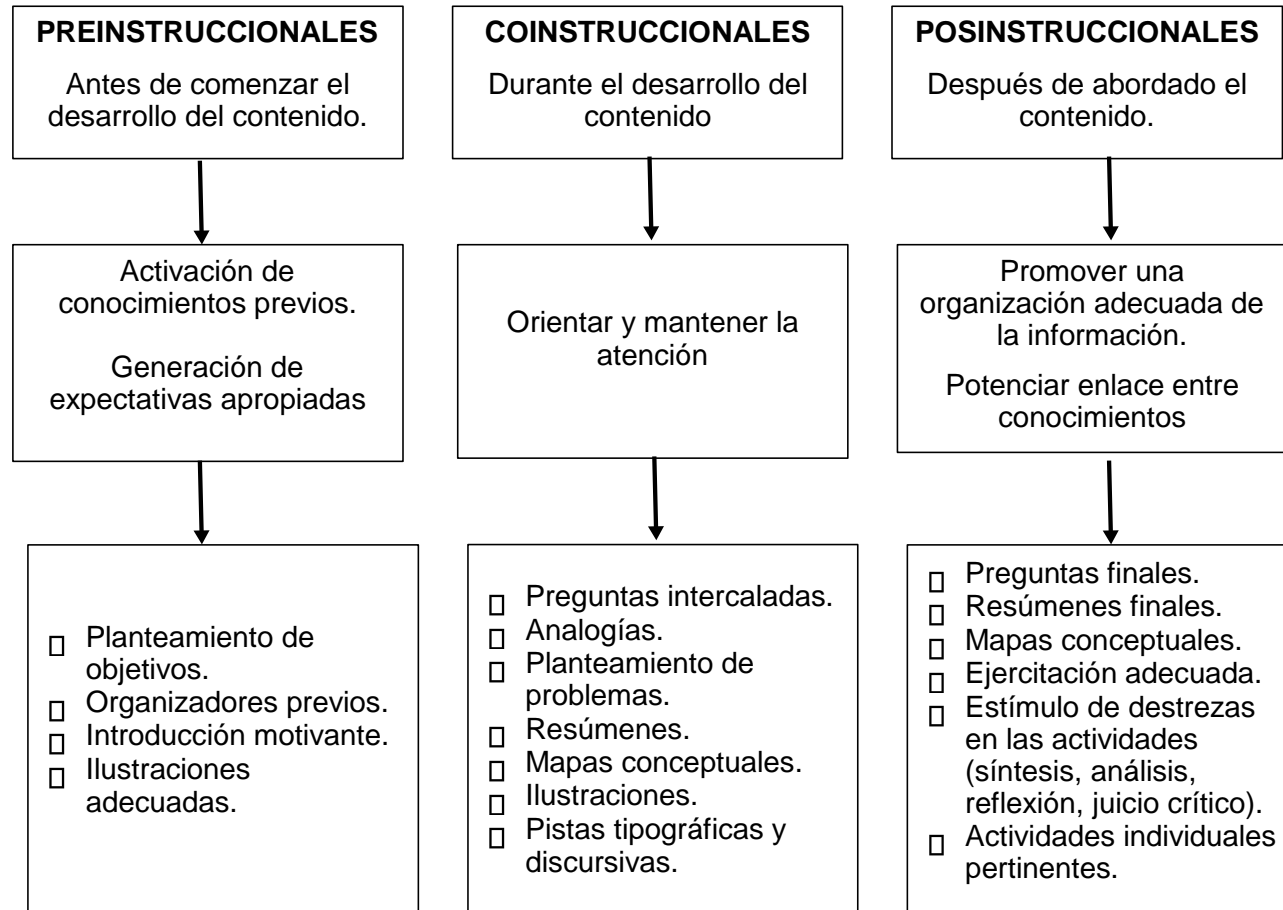 PREINSTRUCCIONALES
Antes de comenzar el
desarrollo del contenido.
Activación de
conocimientos previos.
Generación de
expectativas apropiadas
Planteamiento de
objetivos.
Organizadores previos.
Introducción motivante.
Ilustraciones
adecuadas.
COINSTRUCCIONALES
Durante el desarrollo del
contenido
Orientar y mantener la
atención
Preguntas intercaladas.
Analogías.
Planteamiento de
problemas.
Resúmenes.
Mapas conceptuales.
Ilustraciones.
Pistas tipográficas y
discursivas.
POSINSTRUCCIONALES
Después de abordado el
contenido.
Promover una
organización adecuada de
la información.
Potenciar enlace entre
conocimientos
Preguntas finales.
Resúmenes finales.
Mapas conceptuales.
Ejercitación adecuada.
Estímulo de destrezas
en las actividades
(síntesis, análisis,
reflexión, juicio crítico).
Actividades individuales
pertinentes.